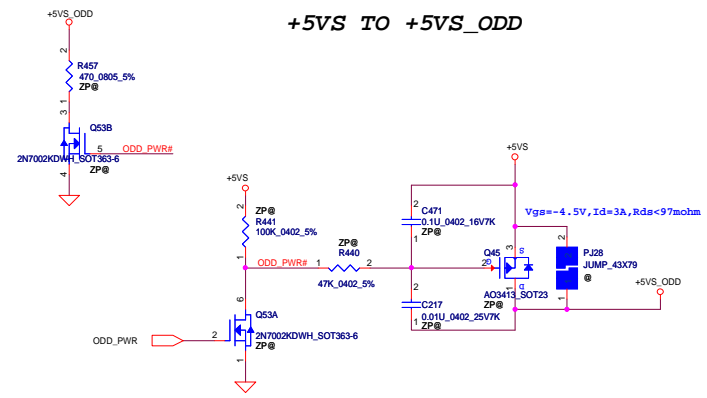 +5VS TO +5VS_ODD
+5VS_ODD
2
R457
470_0805_5%
ZP@
1
3
Q53B
5
ODD_PWR#
2N7002KDWH_SOT363-6
ZP@
4
+5VS
2
ZP@
R441
100K_0402_5%
1
ODD_PWR#
1
ZP@
R440
2
47K_0402_5%
6
Q53A
2N7002KDWH_SOT363-6
ZP@
ODD_PWR
2
1
+5VS
2
C471
0.1U_0402_16V7K
ZP@
1
Vgs=-4.5V,Id=3A,Rds<97mohm
Q45
3
S
2
G
D
1
AO3413_SOT23
ZP@
2
PJ28
JUMP_43X79
@
1
+5VS_ODD
2
C217
0.01U_0402_25V7K
1
ZP@